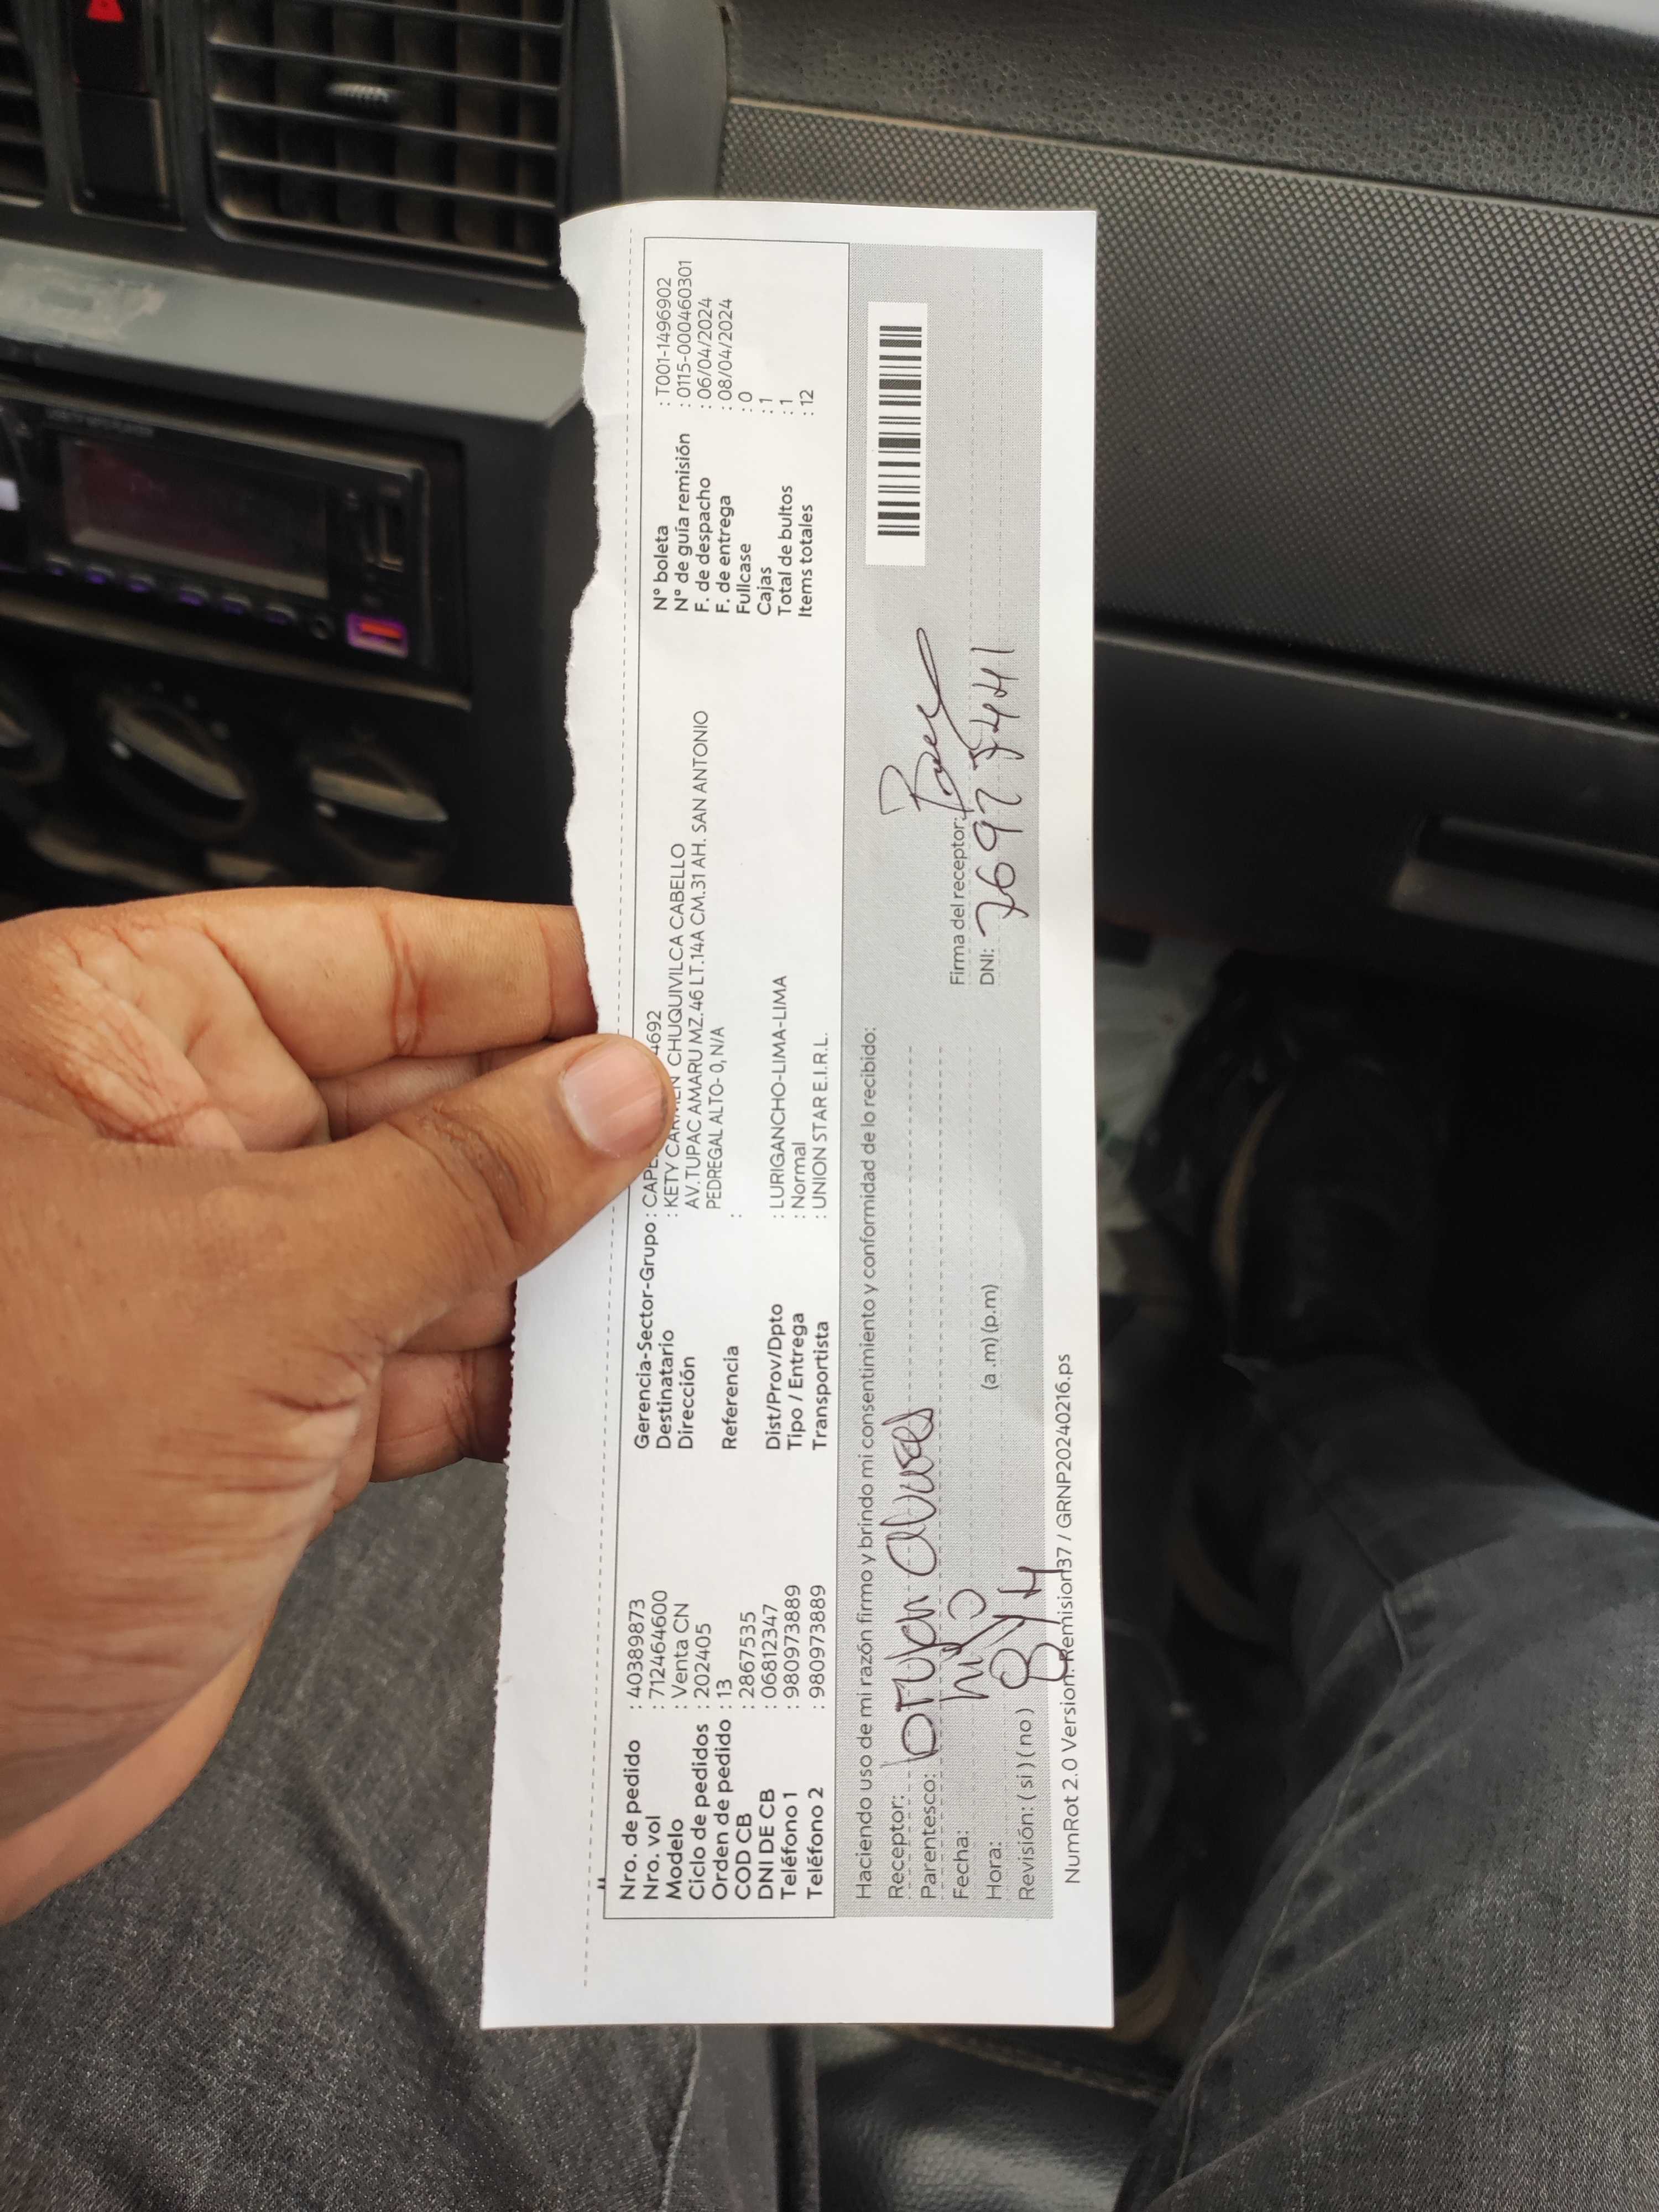 Nro. de pedido : 40389873
Nro. vol : 712464600
Modelo : Venta CN
Ciclo de pedidos : 202405
Orden de pedido : 13
COD CB : 2867535
DNI DE CB : 06812347
Teléfono 1 : 980973889
Teléfono 2 : 980973889
Gerencia-Sector-Grupo : CAPE 4692
Destinatario : KETY CARMEN CHUQUIVILCA CABELLO
Dirección AV.TUPAC AMARU MZ.46 LT.14A CM.31 AH. SAN ANTONIO
PEDREGAL ALTO- 0, N/A
Referencia :
Dist/Prov/Dpto : LURIGANCHO-LIMA-LIMA
Tipo / Entrega : Normal
Transportista : UNION STAR E.I.R.L.
N° boleta : T001-1496902
N° de guía remisión : 0115-000460301
F. de despacho : 06/04/2024
F. de entrega : 08/04/2024
Fullcase : 0
Cajas : 1
Total de bultos : 1
Items totales : 12
Haciendo uso de mi razón firmo y brindo mi consentimiento y conformidad de lo recibido:
Receptor:
Parentesco:
Fecha:
Hora: (a.m) (p.m)
Revisión: ( si ) ( no )
Firma del receptor:
DNI: 76977441
NumRot 2.0 Version: Remision37 / GRNP20240216.ps